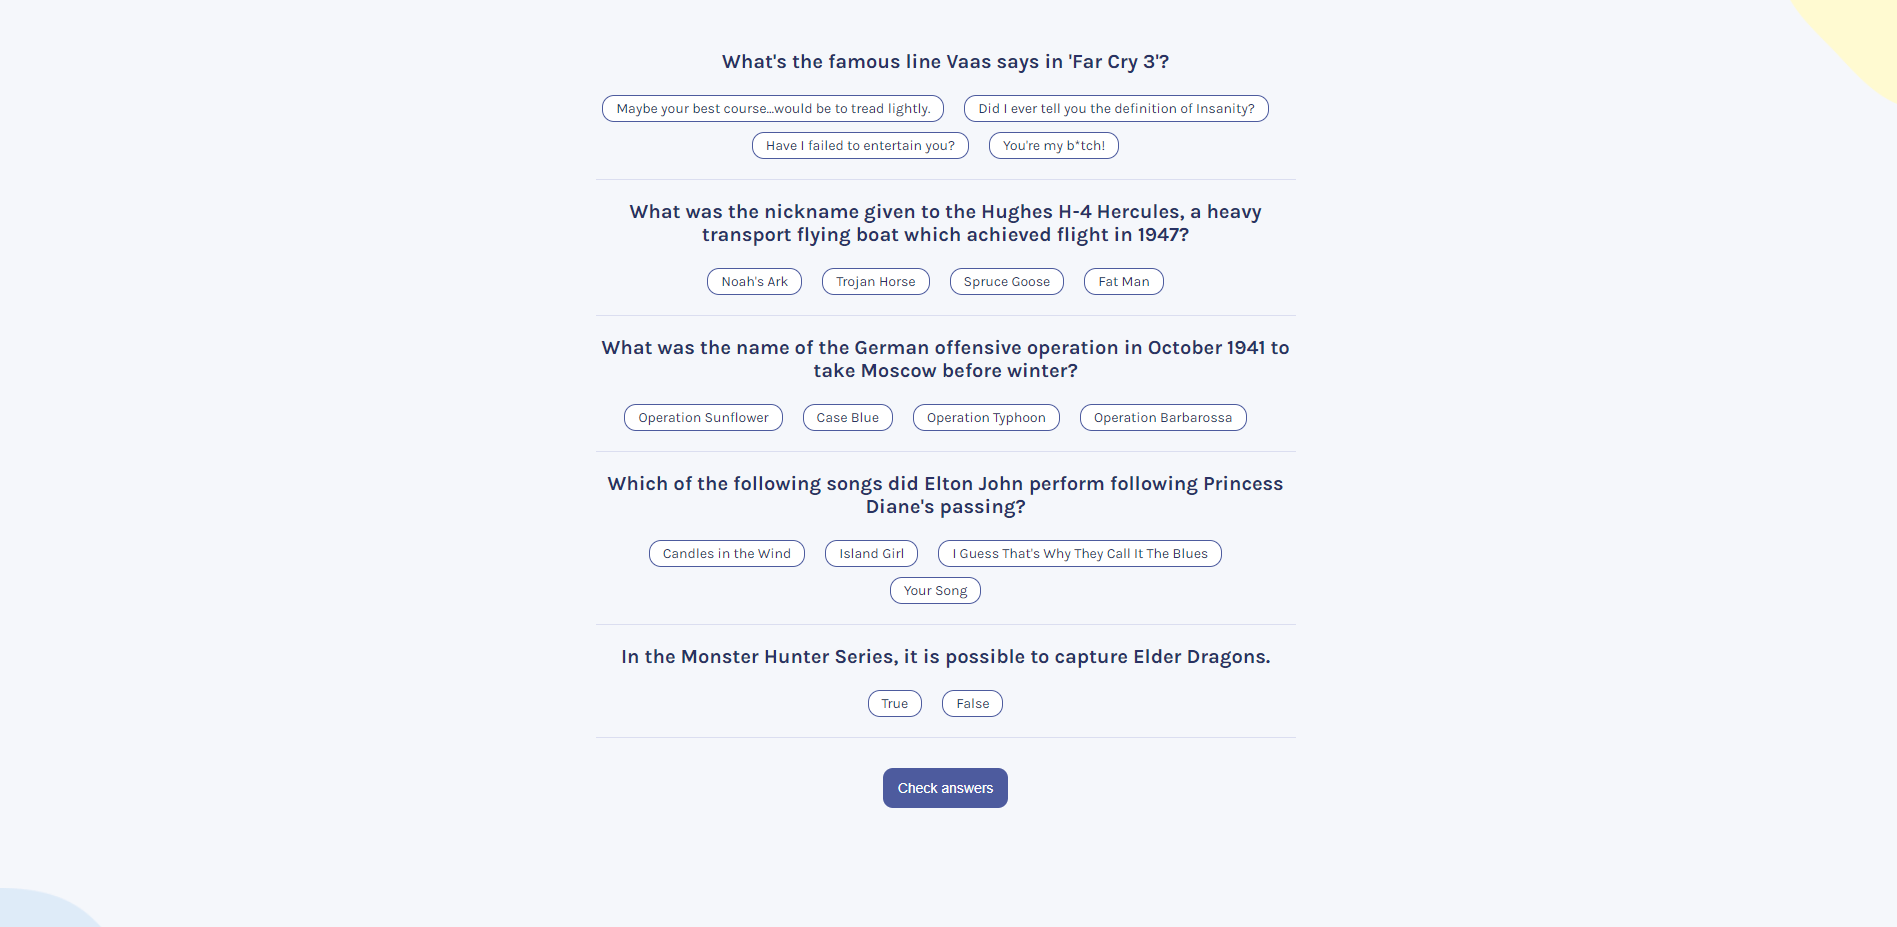 What's the famous line Vaas says in 'Far Cry 3'?
Maybe your best course...would be to tread lightly. Did I ever tell you the definition of Insanity?
Have I failed to entertain you? You're my b*tch!
What was the nickname given to the Hughes H-4 Hercules, a heavy
transport flying boat which achieved flight in 1947?
Noah's Ark Trojan Horse Spruce Goose Fat Man
What was the name of the German offensive operation in October 1941 to
take Moscow before winter?
Operation Sunflower Case Blue Operation Typhoon Operation Barbarossa
Which of the following songs did Elton John perform following Princess
Diane's passing?
Candles in the Wind Island Girl I Guess That's Why They Call It The Blues
Your Song
In the Monster Hunter Series, it is possible to capture Elder Dragons.
True False
Check answers